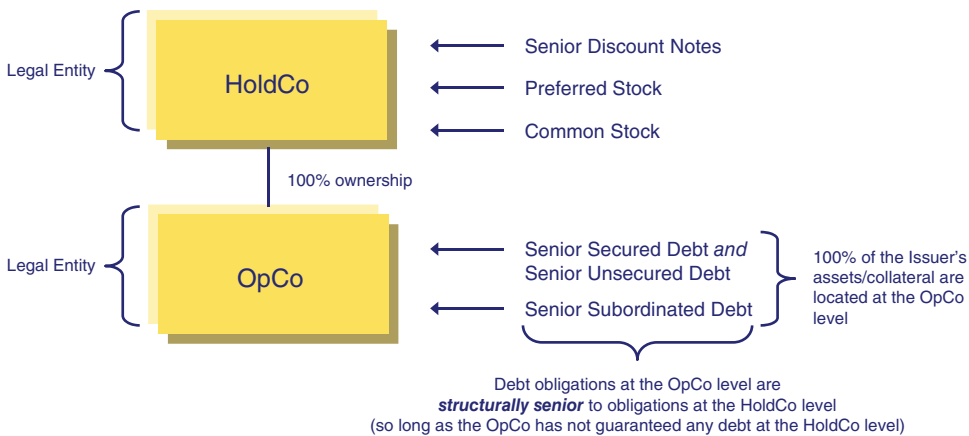 Legal Entity
HoldCo
Senior Discount Notes
Preferred Stock
Common Stock
100% ownership
Legal Entity
OpCo
Senior Secured Debt and
Senior Unsecured Debt
Senior Subordinated Debt
100% of the Issuer's
assets/collateral are
located at the OpCo
level
Debt obligations at the OpCo level are
structurally senior to obligations at the HoldCo level
(so long as the OpCo has not guaranteed any debt at the HoldCo level)